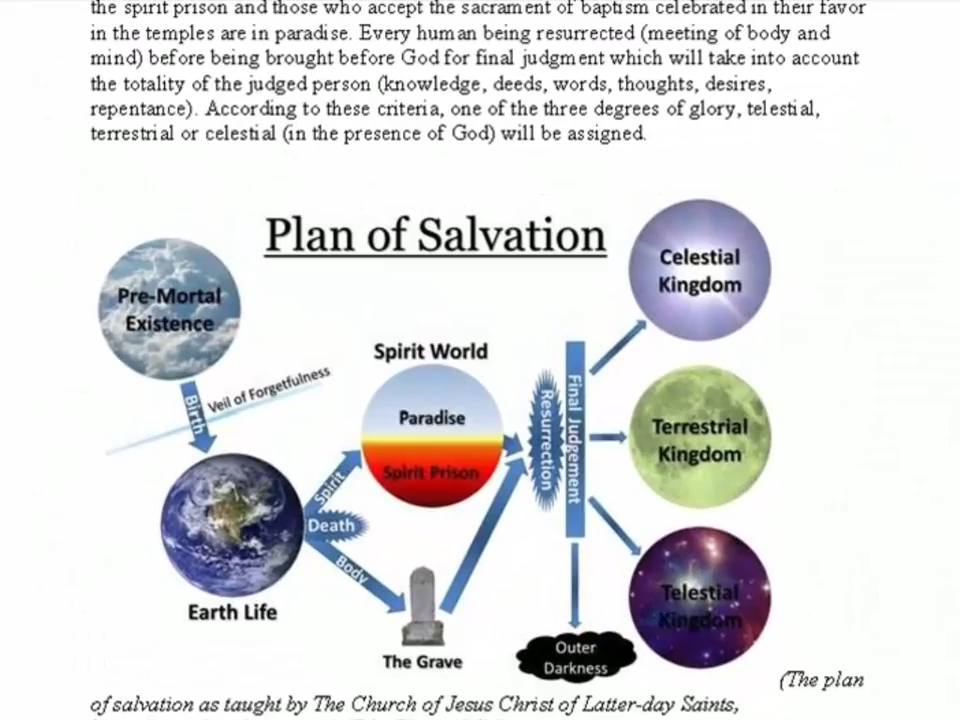 the spirit prison and those who accept the sacrament of baptism celebrated in their favor
in the temples are in paradise. Every human being resurrected (meeting of body and
mind) before being brought before God for final judgment which will take into account
the totality of the judged person (knowledge, deeds, words, thoughts, desires,
repentance). According to these criteria, one of the three degrees of glory, telestial,
terrestrial or celestial (in the presence of God) will be assigned.
Plan of Salvation
Pre-Mortal
Existence
Birth
Veil of Forgetfulness
Earth Life
Spirit
Death
Body
Spirit World
Paradise
Spirit Prison
The Grave
Resurrection
Final Judgement
Celestial
Kingdom
Terrestrial
Kingdom
Telestial
Kingdom
Outer
Darkness
(The plan
of salvation as taught by The Church of Jesus Christ of Latter-day Saints,